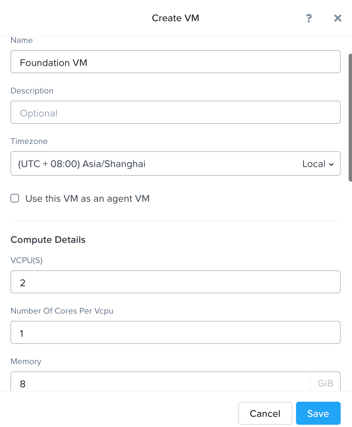 Create VM ? ×
Name
Foundation VM
Description
Optional
Timezone
(UTC + 08:00) Asia/Shanghai Local
Use this VM as an agent VM
Compute Details
VCPU(S)
2
Number Of Cores Per Vcpu
1
Memory
8 GiB
Cancel Save